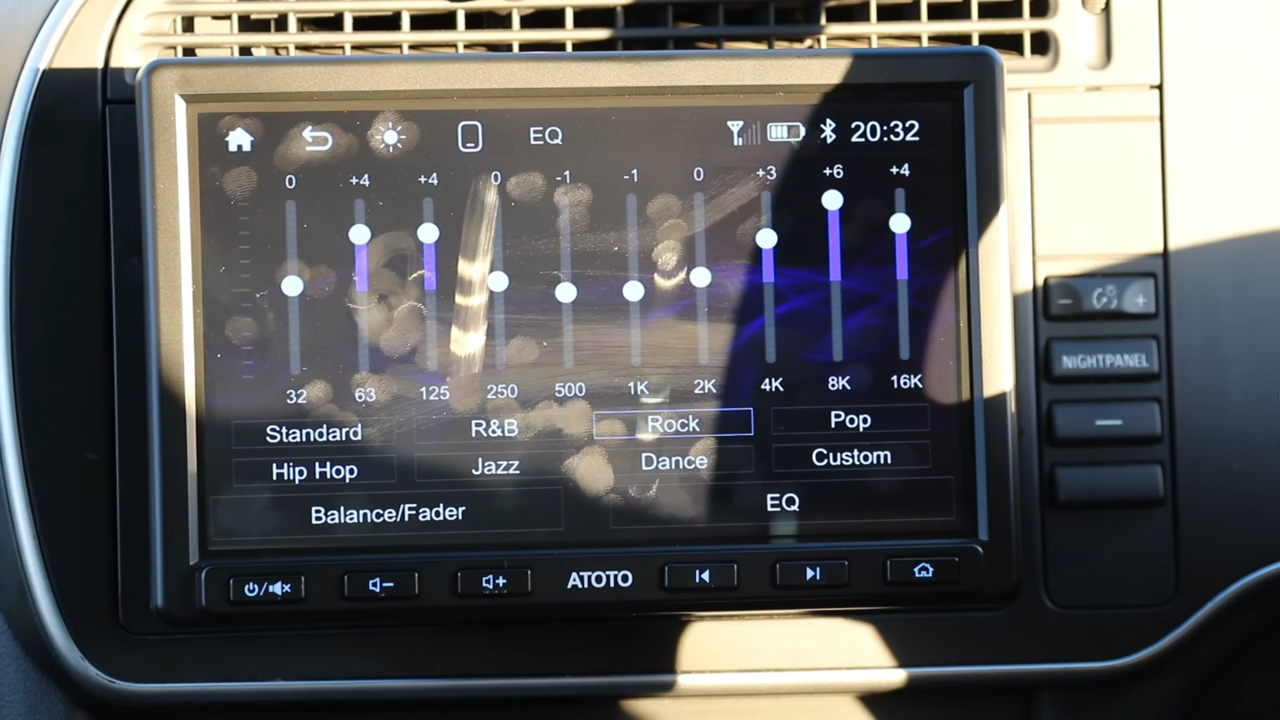 EQ 20:32
0 +4 +4 0 -1 -1 0 +3 +6 +4
32 63 125 250 500 1K 2K 4K 8K 16K
Standard R&B Rock Pop
Hip Hop Jazz Dance Custom
Balance/Fader EQ
ATOTO
NIGHTPANEL